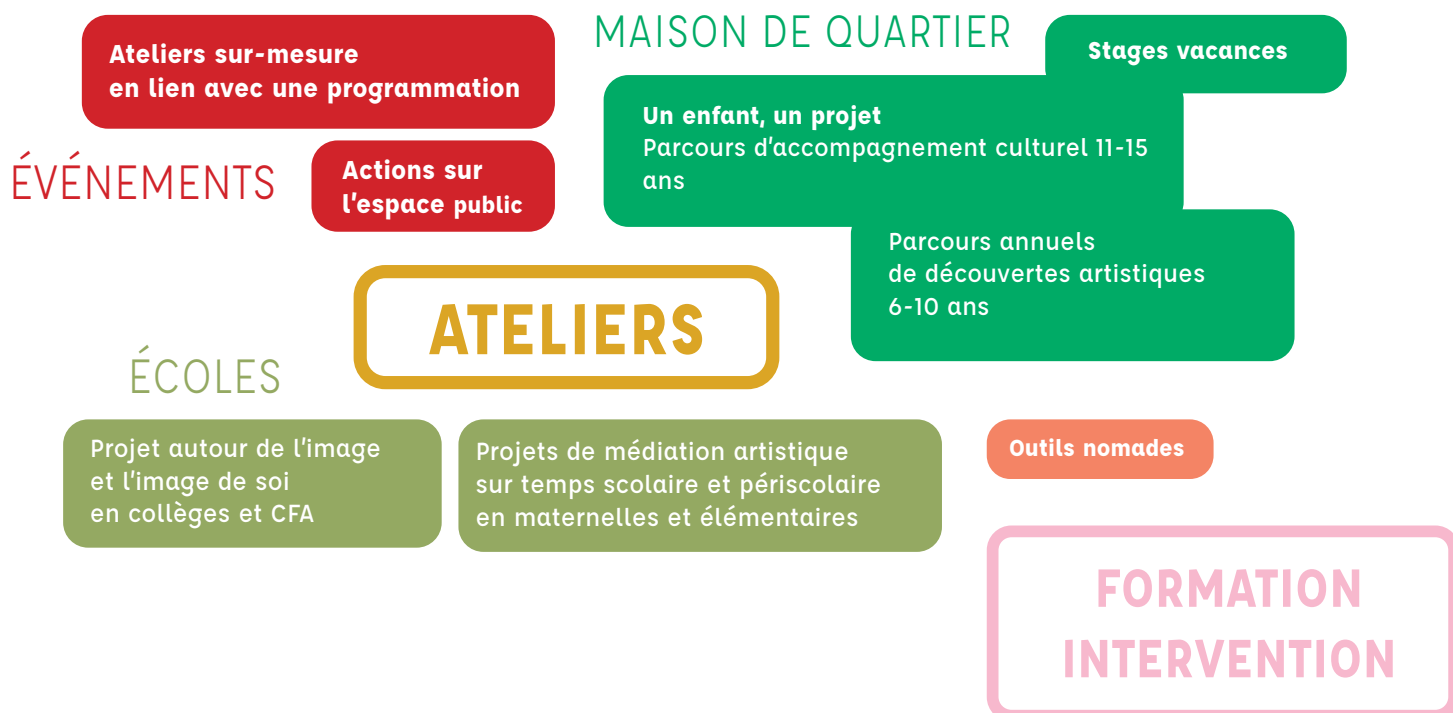 Ateliers sur-mesure
en lien avec une programmation
ÉVÉNEMENTS
Actions sur
l'espace public
MAISON DE QUARTIER
Stages vacances
Un enfant, un projet
Parcours d'accompagnement culturel 11-15
ans
Parcours annuels
de découvertes artistiques
6-10 ans
ATELIERS
ÉCOLES
Projet autour de l'image
et l'image de soi
en collèges et CFA
Projets de médiation artistique
sur temps scolaire et périscolaire
en maternelles et élémentaires
Outils nomades
FORMATION
INTERVENTION